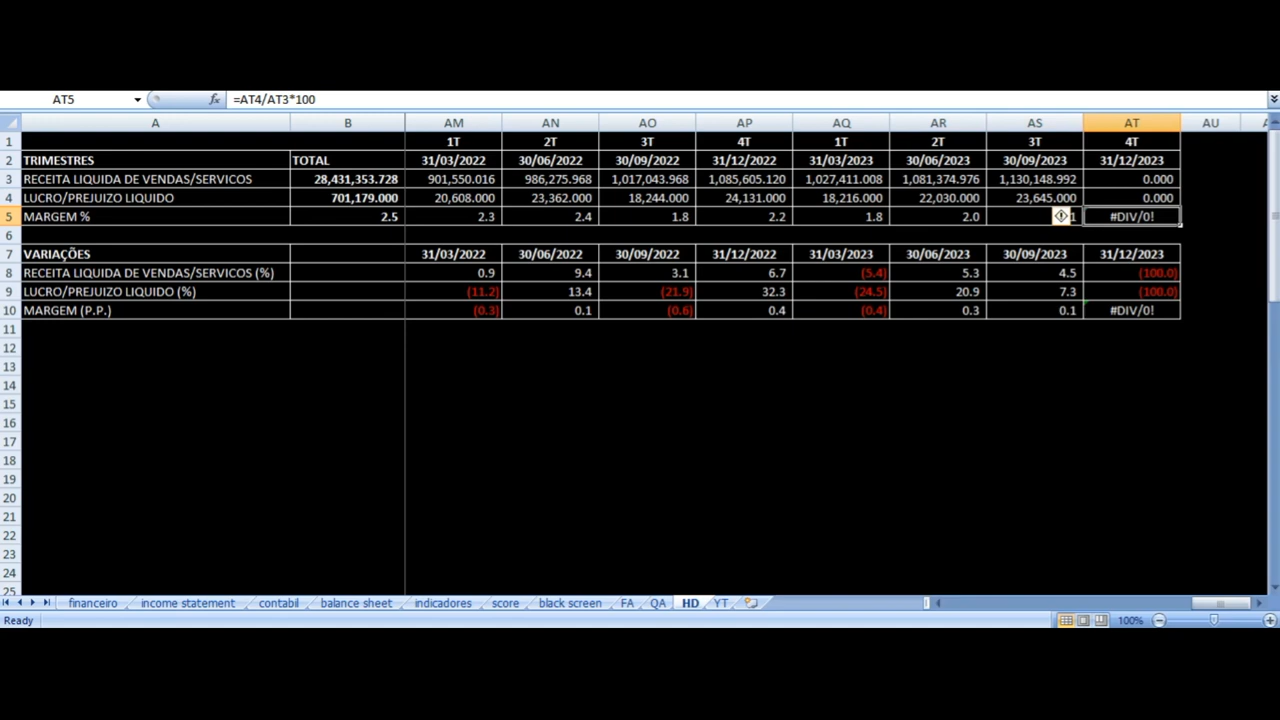 AT5 fx =AT4/AT3*100
A B AM AN AO AP AQ AR AS AT AU
1 1T 2T 3T 4T 1T 2T 3T 4T
2 TRIMESTRES TOTAL 31/03/2022 30/06/2022 30/09/2022 31/12/2022 31/03/2023 30/06/2023 30/09/2023 31/12/2023
3 RECEITA LIQUIDA DE VENDAS/SERVICOS 28,431,353.728 901,550.016 986,275.968 1,017,043.968 1,085,605.120 1,027,411.008 1,081,374.976 1,130,148.992 0.000
4 LUCRO/PREJUIZO LIQUIDO 701,179.000 20,608.000 23,362.000 18,244.000 24,131.000 18,216.000 22,030.000 23,645.000 0.000
5 MARGEM % 2.5 2.3 2.4 1.8 2.2 1.8 2.0 1 #DIV/0!
6
7 VARIAÇÕES 31/03/2022 30/06/2022 30/09/2022 31/12/2022 31/03/2023 30/06/2023 30/09/2023 31/12/2023
8 RECEITA LIQUIDA DE VENDAS/SERVICOS (%) 0.9 9.4 3.1 6.7 (5.4) 5.3 4.5 (100.0)
9 LUCRO/PREJUIZO LIQUIDO (%) (11.2) 13.4 (21.9) 32.3 (24.5) 20.9 7.3 (100.0)
10 MARGEM (P.P.) (0.3) 0.1 (0.6) 0.4 (0.4) 0.3 0.1 #DIV/0!
11
12
13
14
15
16
17
18
19
20
21
22
23
24
25
financeiro income statement contabil balance sheet indicadores score black screen FA QA HD YT
Ready 100%